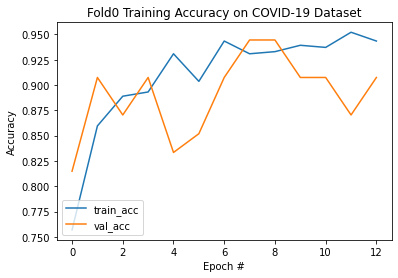 Fold0 Training Accuracy on COVID-19 Dataset
Accuracy
0.950
0.925
0.900
0.875
0.850
0.825
0.800
0.775
0.750
train_acc
val_acc
0 2 4 6 8 10 12
Epoch #